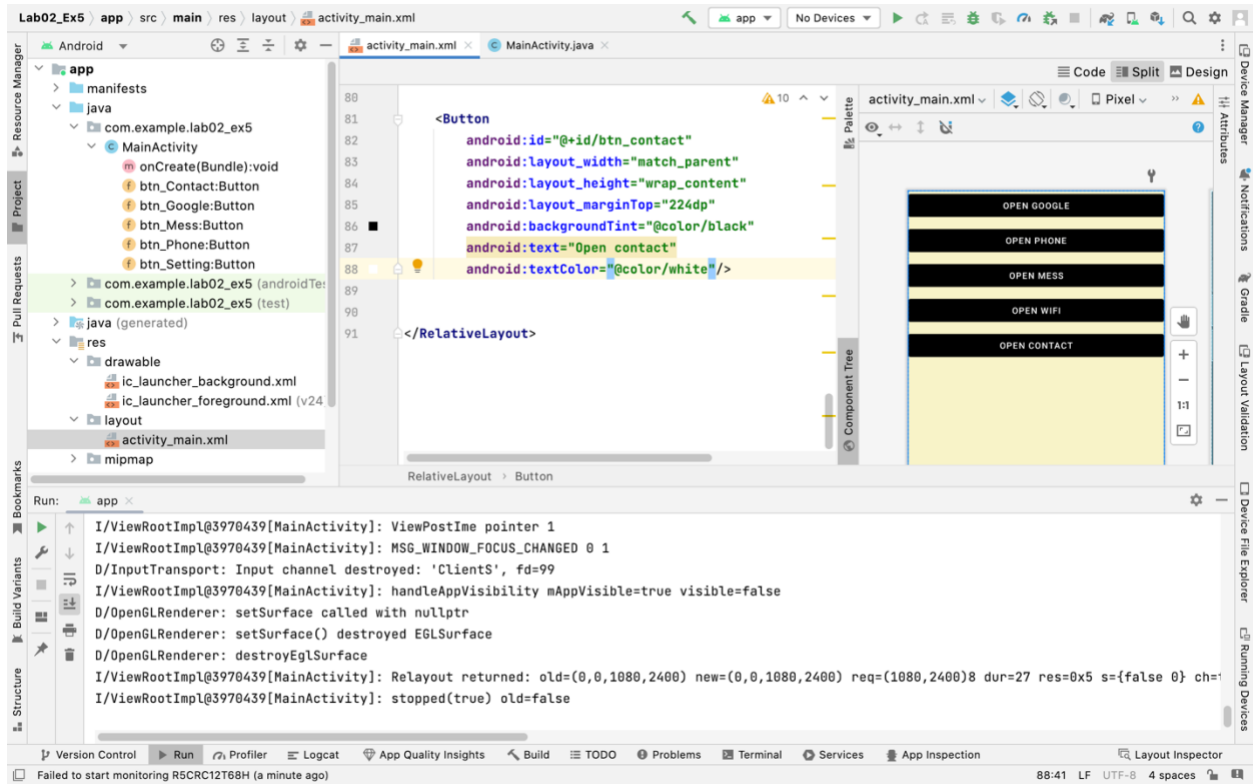 Lab02_Ex5 app src main res layout activity_main.xml
app
No Devices
Android
activity_main.xml
MainActivity.java
Code
Split
Design
Resource Manager
Project
Pull Requests
Bookmarks
Build Variants
Structure
app
manifests
java
com.example.lab02_ex5
MainActivity
onCreate(Bundle):void
btn_Contact:Button
btn_Google:Button
btn_Mess:Button
btn_Phone:Button
btn_Setting:Button
com.example.lab02_ex5 (androidTe
com.example.lab02_ex5 (test)
java (generated)
res
drawable
ic_launcher_background.xml
ic_launcher_foreground.xml (v24
layout
activity_main.xml
mipmap
10
80
81 <Button
82 android:id="@+id/btn_contact"
83 android:layout_width="match_parent"
84 android:layout_height="wrap_content"
85 android:layout_marginTop="224dp"
86 android:backgroundTint="@color/black"
87 android:text="Open contact"
88 android:textColor="@color/white"/>
89
90
91 </RelativeLayout>
RelativeLayout > Button
Palette
Component Tree
activity_main.xml
Pixel
OPEN GOOGLE
OPEN PHONE
OPEN MESS
OPEN WIFI
OPEN CONTACT
1:1
Attributes
Device Manager
Notifications
Gradle
Layout Validation
Device File Explorer
Running Devices
Run: app
I/ViewRootImpl@3970439[MainActivity]: ViewPostIme pointer 1
I/ViewRootImpl@3970439[MainActivity]: MSG_WINDOW_FOCUS_CHANGED 0 1
D/InputTransport: Input channel destroyed: 'ClientS', fd=99
I/ViewRootImpl@3970439[MainActivity]: handleAppVisibility mAppVisible=true visible=false
D/OpenGLRenderer: setSurface called with nullptr
D/OpenGLRenderer: setSurface() destroyed EGLSurface
D/OpenGLRenderer: destroyEglSurface
I/ViewRootImpl@3970439[MainActivity]: Relayout returned: old=(0,0,1080,2400) new=(0,0,1080,2400) req=(1080,2400)8 dur=27 res=0x5 s={false 0} ch=
I/ViewRootImpl@3970439[MainActivity]: stopped(true) old=false
Version Control Run Profiler Logcat App Quality Insights Build TODO Problems Terminal Services App Inspection Layout Inspector
Failed to start monitoring R5CRC12T68H (a minute ago) 88:41 LF UTF-8 4 spaces